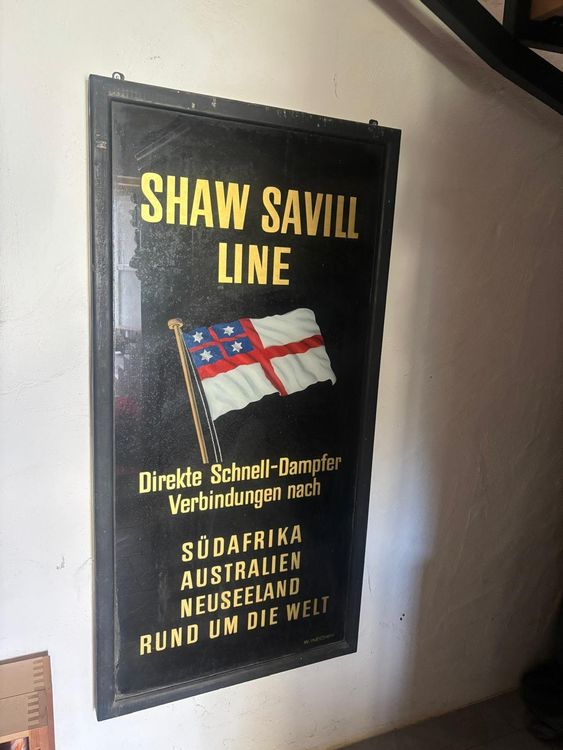 SHAW SAVILL
LINE
Direkte Schnell-Dampfer
Verbindungen nach
SÜDAFRIKA
AUSTRALIEN
NEUSEELAND
RUND UM DIE WELT